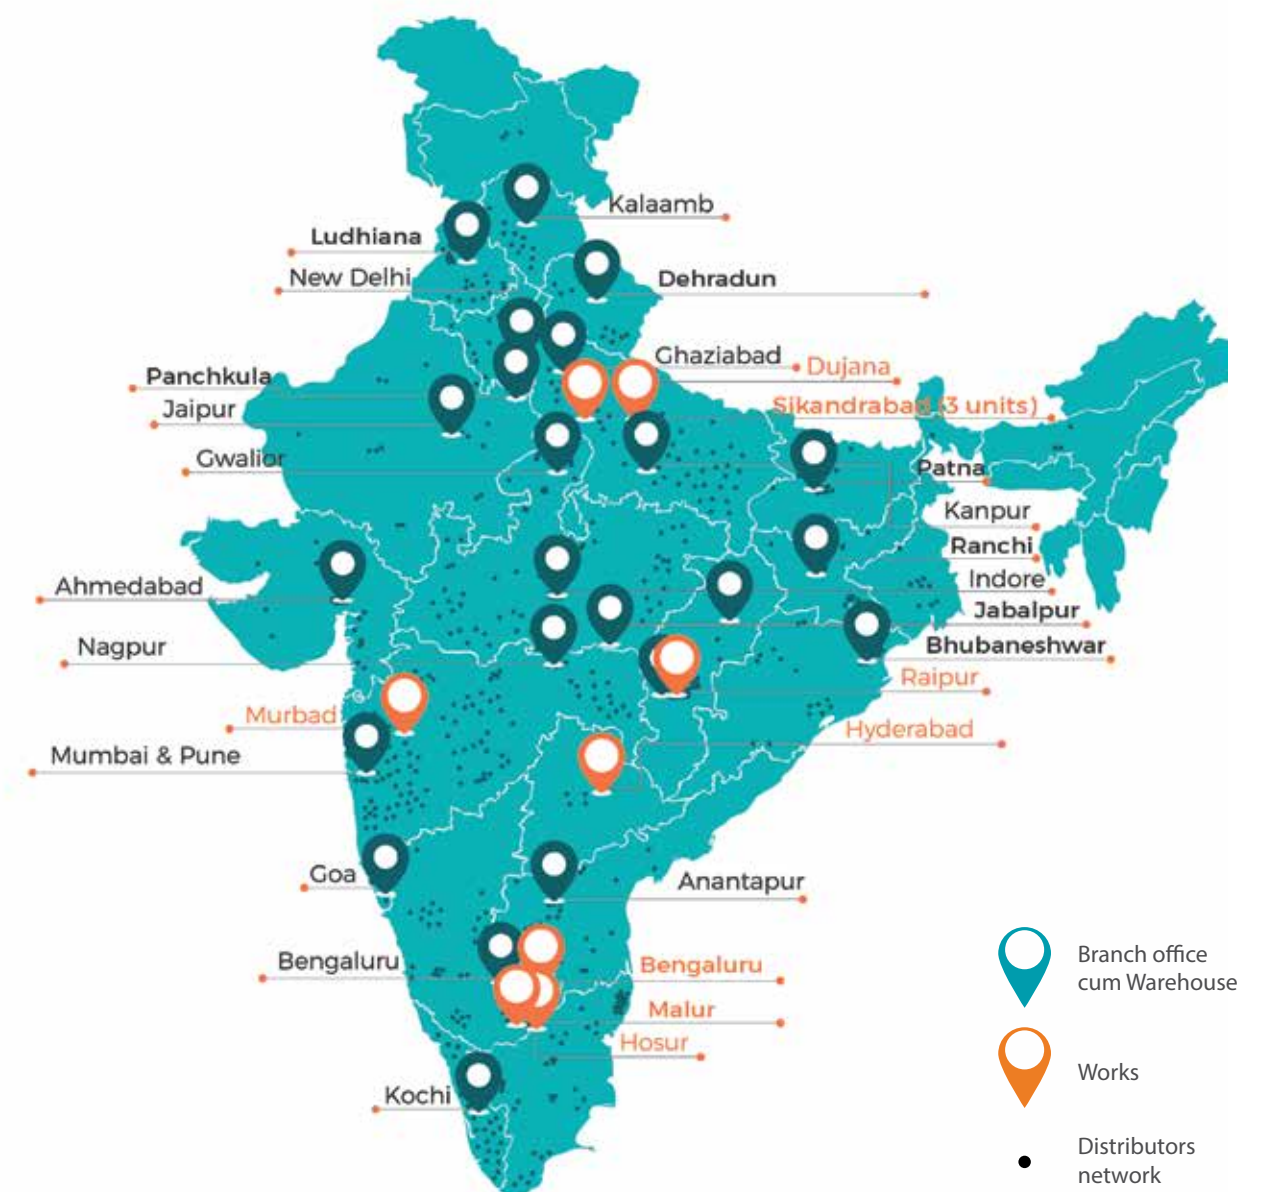 Kalaamb
Ludhiana
New Delhi
Dehradun
Ghaziabad
Dujana
Panchkula
Sikandrabad (3 units)
Jaipur
Gwalior
Patna
Kanpur
Ranchi
Indore
Ahmedabad
Jabalpur
Nagpur
Bhubaneshwar
Raipur
Murbad
Hyderabad
Mumbai & Pune
Goa
Anantapur
Bengaluru
Bengaluru
Malur
Hosur
Kochi
Branch office
cum Warehouse
Works
Distributors
network